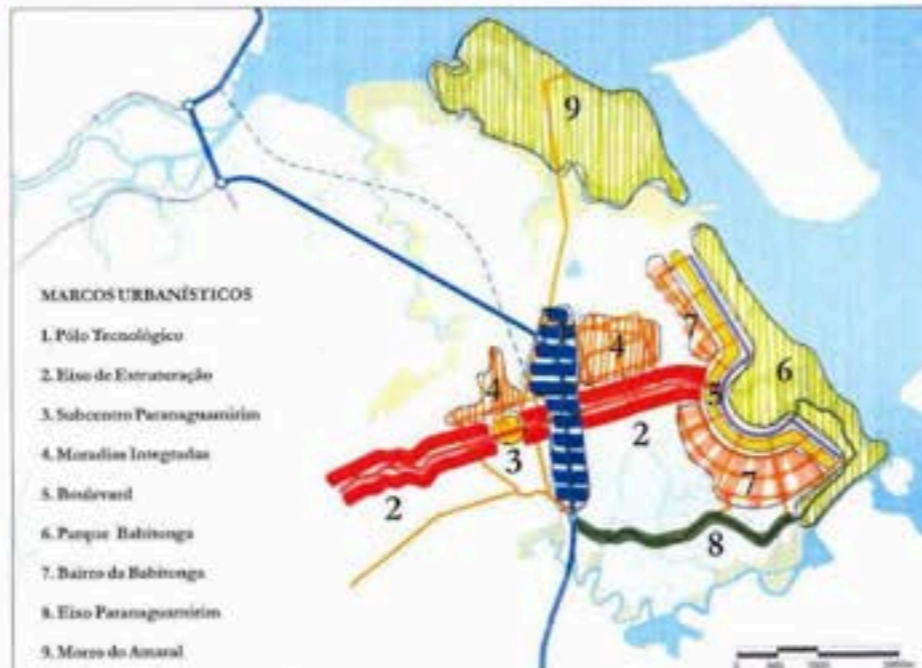 MARCOS URBANÍSTICOS
1. Pólo Tecnológico
2. Eixo de Estruturação
3. Subcentro Paranaguamirim
4. Moradias Integradas
5. Boulevard
6. Parque Babitonga
7. Bairro da Babitonga
8. Eixo Paranaguamirim
9. Morro do Amaral
9
7
4
6
4
5
2
3
7
2
8